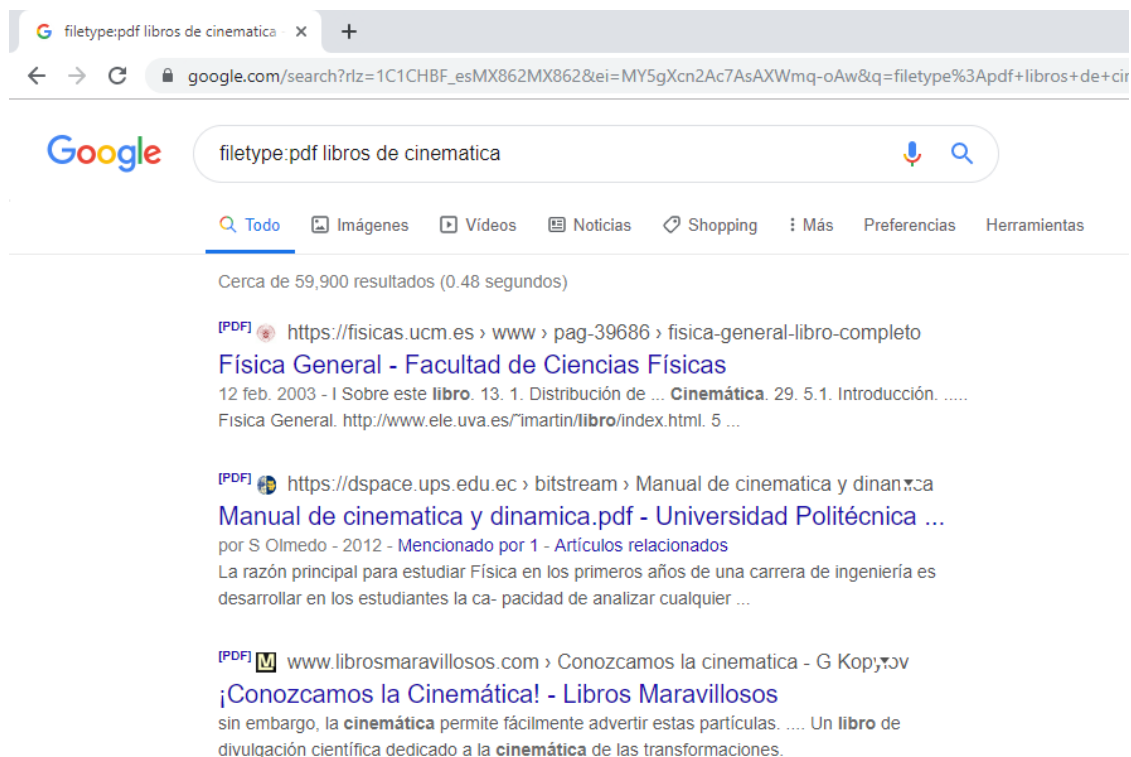 filetype:pdf libros de cinematica -
google.com/search?rlz=1C1CHBF_esMX862MX862&ei=MY5gXcn2Ac7AsAXWmq-oAw&q=filetype%3Apdf+libros+de+cin
Google
filetype:pdf libros de cinematica
Todo Imágenes Vídeos Noticias Shopping Más Preferencias Herramientas
Cerca de 59,900 resultados (0.48 segundos)
[PDF] https://fisicas.ucm.es › www › pag-39686 › fisica-general-libro-completo
Física General - Facultad de Ciencias Físicas
12 feb. 2003 - I Sobre este libro. 13. 1. Distribución de ... Cinemática. 29. 5.1. Introducción. .....
Fısica General. http://www.ele.uva.es/~imartin/libro/index.html. 5 ...
[PDF] https://dspace.ups.edu.ec › bitstream › Manual de cinematica y
Manual de cinematica y dinamica.pdf - Universidad Politécnica ...
por S Olmedo - 2012 - Mencionado por 1 - Artículos relacionados
La razón principal para estudiar Física en los primeros años de una carrera de ingeniería es
desarrollar en los estudiantes la ca- pacidad de analizar cualquier ...
[PDF] M www.librosmaravillosos.com › Conozcamos la cinematica - G
¡Conozcamos la Cinemática! - Libros Maravillosos
sin embargo, la cinemática permite fácilmente advertir estas partículas. .... Un libro de
divulgación científica dedicado a la cinemática de las transformaciones.